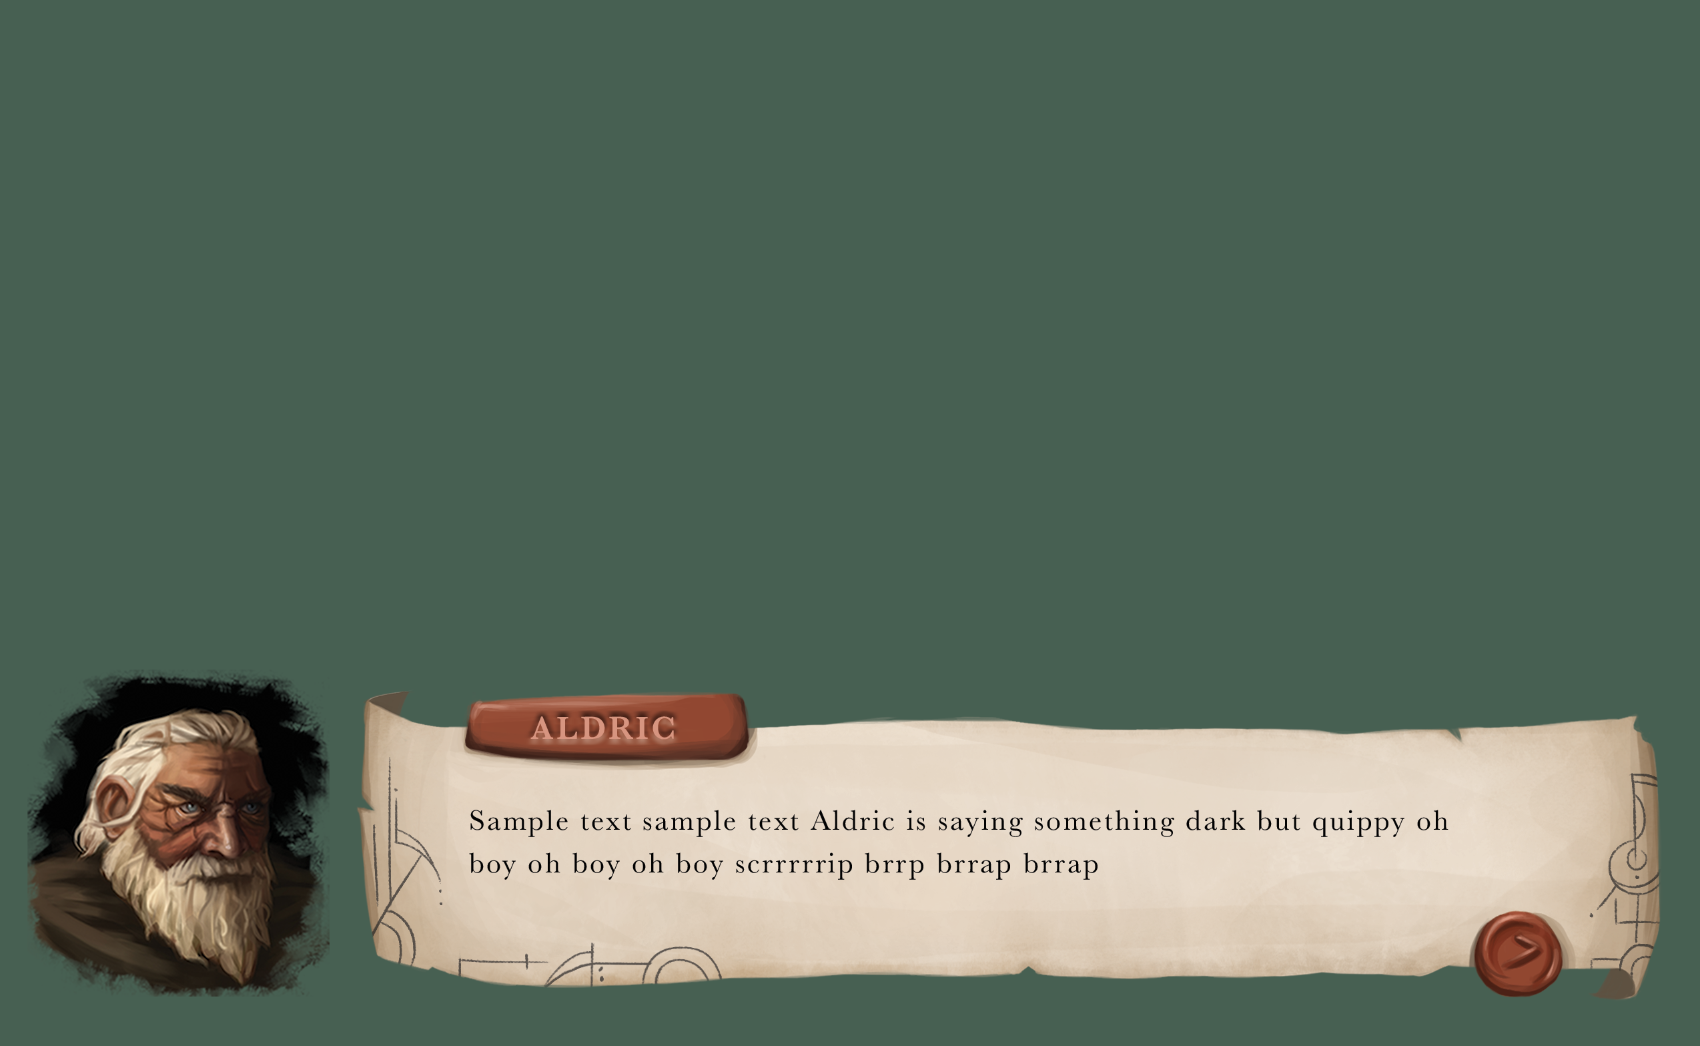 ALDRIC
Sample text sample text Aldric is saying something dark but quippy oh
boy oh boy oh boy scrrrrrip brrp brrap brrap